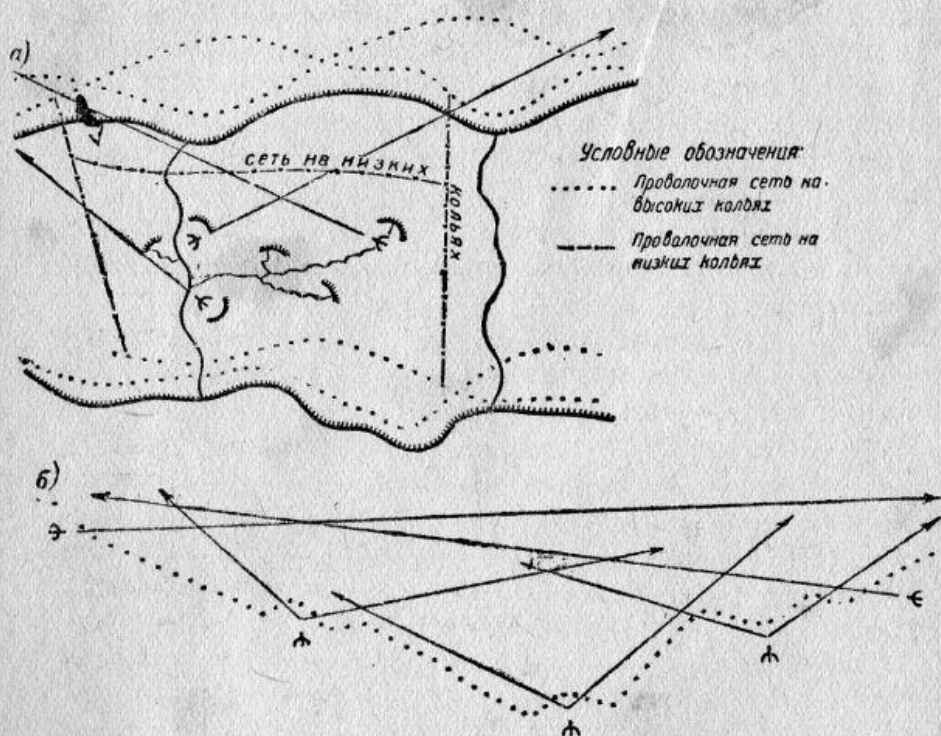 а)
сеть на низких
кольях
Условные обозначения:
Проволочная сеть на
высоких кольях
Проволочная сеть на
низких кольях
б)